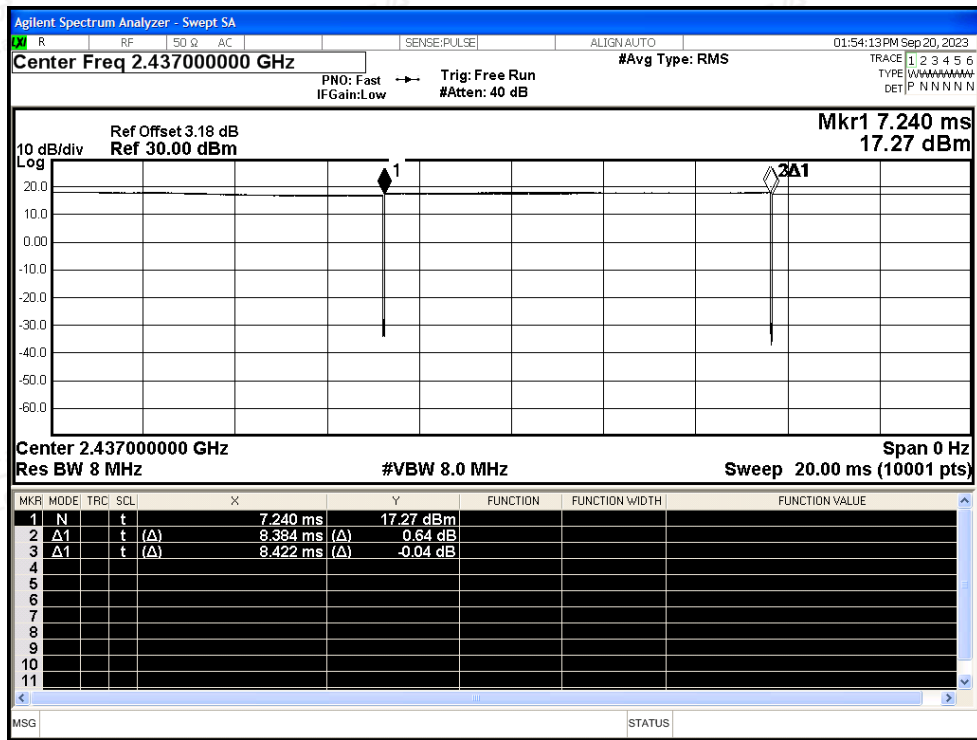 Agilent Spectrum Analyzer - Swept SA
LXI R RF 50 Ω AC SENSE:PULSE ALIGN AUTO 01:54:13 PM Sep 20, 2023
Center Freq 2.437000000 GHz #Avg Type: RMS TRACE 1 2 3 4 5 6
PNO: Fast Trig: Free Run TYPE WWWWWW
IFGain:Low #Atten: 40 dB DET P N N N N N
Mkr1 7.240 ms
Ref Offset 3.18 dB
10 dB/div Ref 30.00 dBm 17.27 dBm
Log
1 2 3Δ1
20.0
10.0
0.00
-10.0
-20.0
-30.0
-40.0
-50.0
-60.0
Center 2.437000000 GHz Span 0 Hz
Res BW 8 MHz #VBW 8.0 MHz Sweep 20.00 ms (10001 pts)
MKR MODE TRC SCL X Y FUNCTION FUNCTION WIDTH FUNCTION VALUE
1 N t 7.240 ms 17.27 dBm
2 Δ1 t (Δ) 8.384 ms (Δ) 0.64 dB
3 Δ1 t (Δ) 8.422 ms (Δ) -0.04 dB
4
5
6
7
8
9
10
11
MSG STATUS